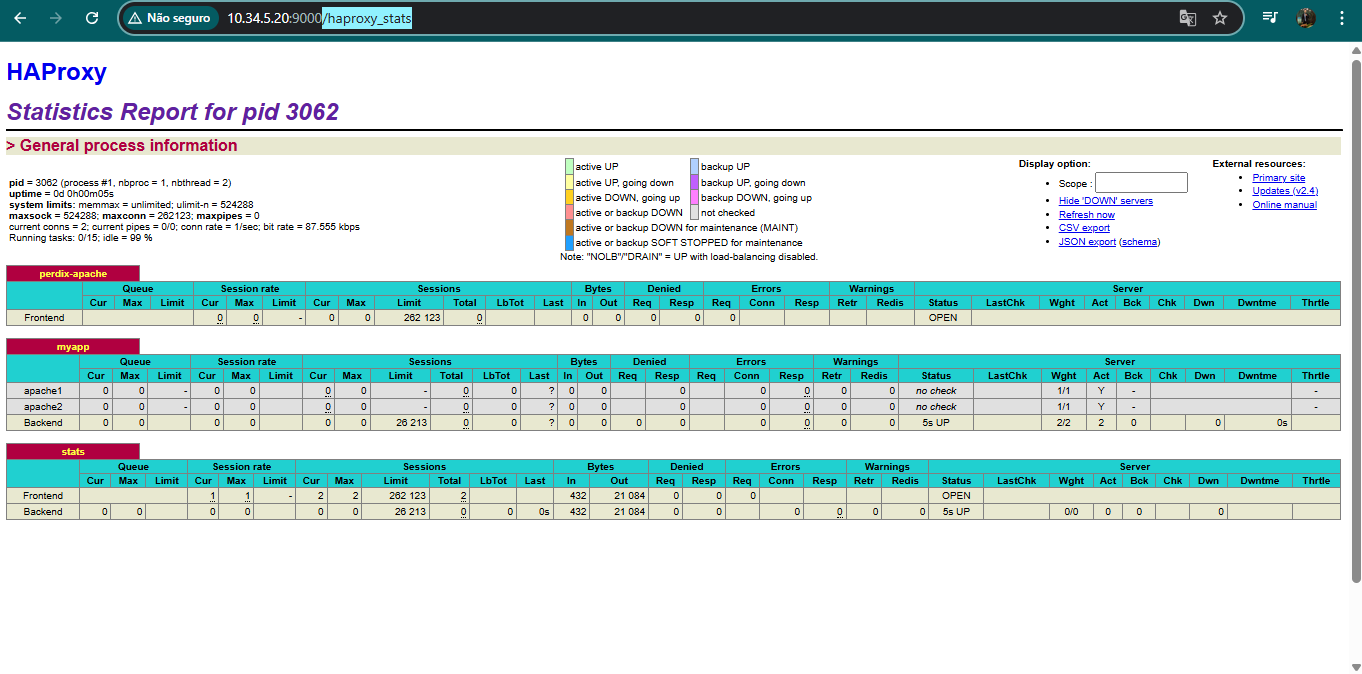 Não seguro 10.34.5.20:9000/haproxy_stats
HAProxy
Statistics Report for pid 3062
> General process information
pid = 3062 (process #1, nbproc = 1, nbthread = 2)
uptime = 0d 0h00m05s
system limits: memmax = unlimited; ulimit-n = 524288
maxsock = 524288; maxconn = 262123; maxpipes = 0
current conns = 2; current pipes = 0/0; conn rate = 1/sec; bit rate = 87.555 kbps
Running tasks: 0/15; idle = 99 %
active UP backup UP
active UP, going down backup UP, going down
active DOWN, going up backup DOWN, going up
active or backup DOWN not checked
active or backup DOWN for maintenance (MAINT)
active or backup SOFT STOPPED for maintenance
Note: "NOLB"/"DRAIN" = UP with load-balancing disabled.
Display option:
• Scope :
• Hide 'DOWN' servers
• Refresh now
• CSV export
• JSON export (schema)
External resources:
• Primary site
• Updates (v2.4)
• Online manual
perdix-apache
Queue Session rate Sessions Bytes Denied Errors Warnings Server
Cur Max Limit Cur Max Limit Cur Max Limit Total LbTot Last In Out Req Resp Req Conn Resp Retr Redis Status LastChk Wght Act Bck Chk Dwn Dwntme Thrtle
Frontend 0 0 - 0 0 262 123 0 0 0 0 0 0 OPEN
myapp
Queue Session rate Sessions Bytes Denied Errors Warnings Server
Cur Max Limit Cur Max Limit Cur Max Limit Total LbTot Last In Out Req Resp Req Conn Resp Retr Redis Status LastChk Wght Act Bck Chk Dwn Dwntme Thrtle
apache1 0 0 - 0 0 0 0 - 0 0 ? 0 0 0 0 0 0 0 no check 1/1 Y - -
apache2 0 0 - 0 0 0 0 - 0 0 ? 0 0 0 0 0 0 0 no check 1/1 Y - -
Backend 0 0 0 0 0 0 26 213 0 0 ? 0 0 0 0 0 0 0 0 5s UP 2/2 2 0 0 0s
stats
Queue Session rate Sessions Bytes Denied Errors Warnings Server
Cur Max Limit Cur Max Limit Cur Max Limit Total LbTot Last In Out Req Resp Req Conn Resp Retr Redis Status LastChk Wght Act Bck Chk Dwn Dwntme Thrtle
Frontend 1 1 - 2 2 262 123 2 432 21 084 0 0 0 OPEN
Backend 0 0 0 0 0 0 26 213 0 0 0s 432 21 084 0 0 0 0 0 0 5s UP 0/0 0 0 0